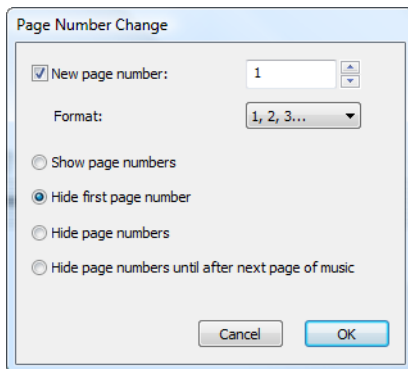 Page Number Change
New page number: 1
Format: 1, 2, 3...
Show page numbers
Hide first page number
Hide page numbers
Hide page numbers until after next page of music
Cancel OK